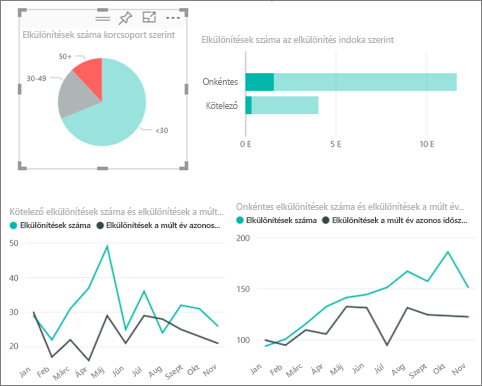 Elkülönítések száma korcsoport szerint
50+
30-49
<30
Elkülönítések száma az elkülönítés indoka szerint
Önkéntes
Kötelező
0 E
5 E
10 E
Kötelező elkülönítések száma és elkülönítések a múlt...
Elkülönítések száma
Elkülönítések a múlt év azonos...
50
40
30
20
Jan
Feb
Márc
Ápr
Máj
Jún
Júl
Aug
Szept
Okt
Nov
Önkéntes elkülönítések száma és elkülönítések a múlt év...
Elkülönítések száma
Elkülönítések a múlt év azonos idősz...
200
150
100
Jan
Feb
Márc
Ápr
Máj
Jún
Júl
Aug
Szept
Okt
Nov